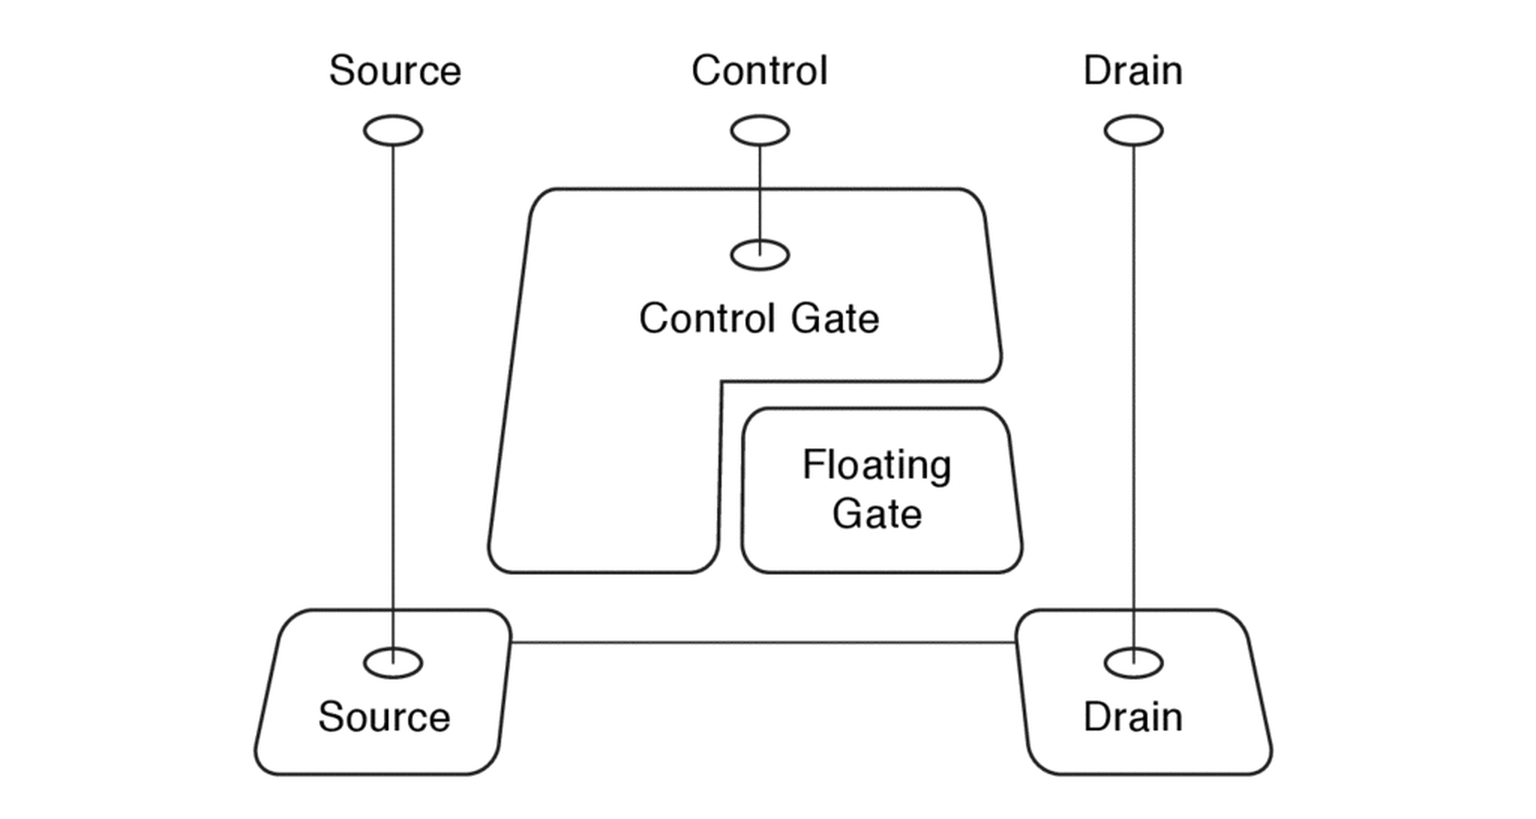 Source
Control
Drain
Control Gate
Floating
Gate
Source
Drain